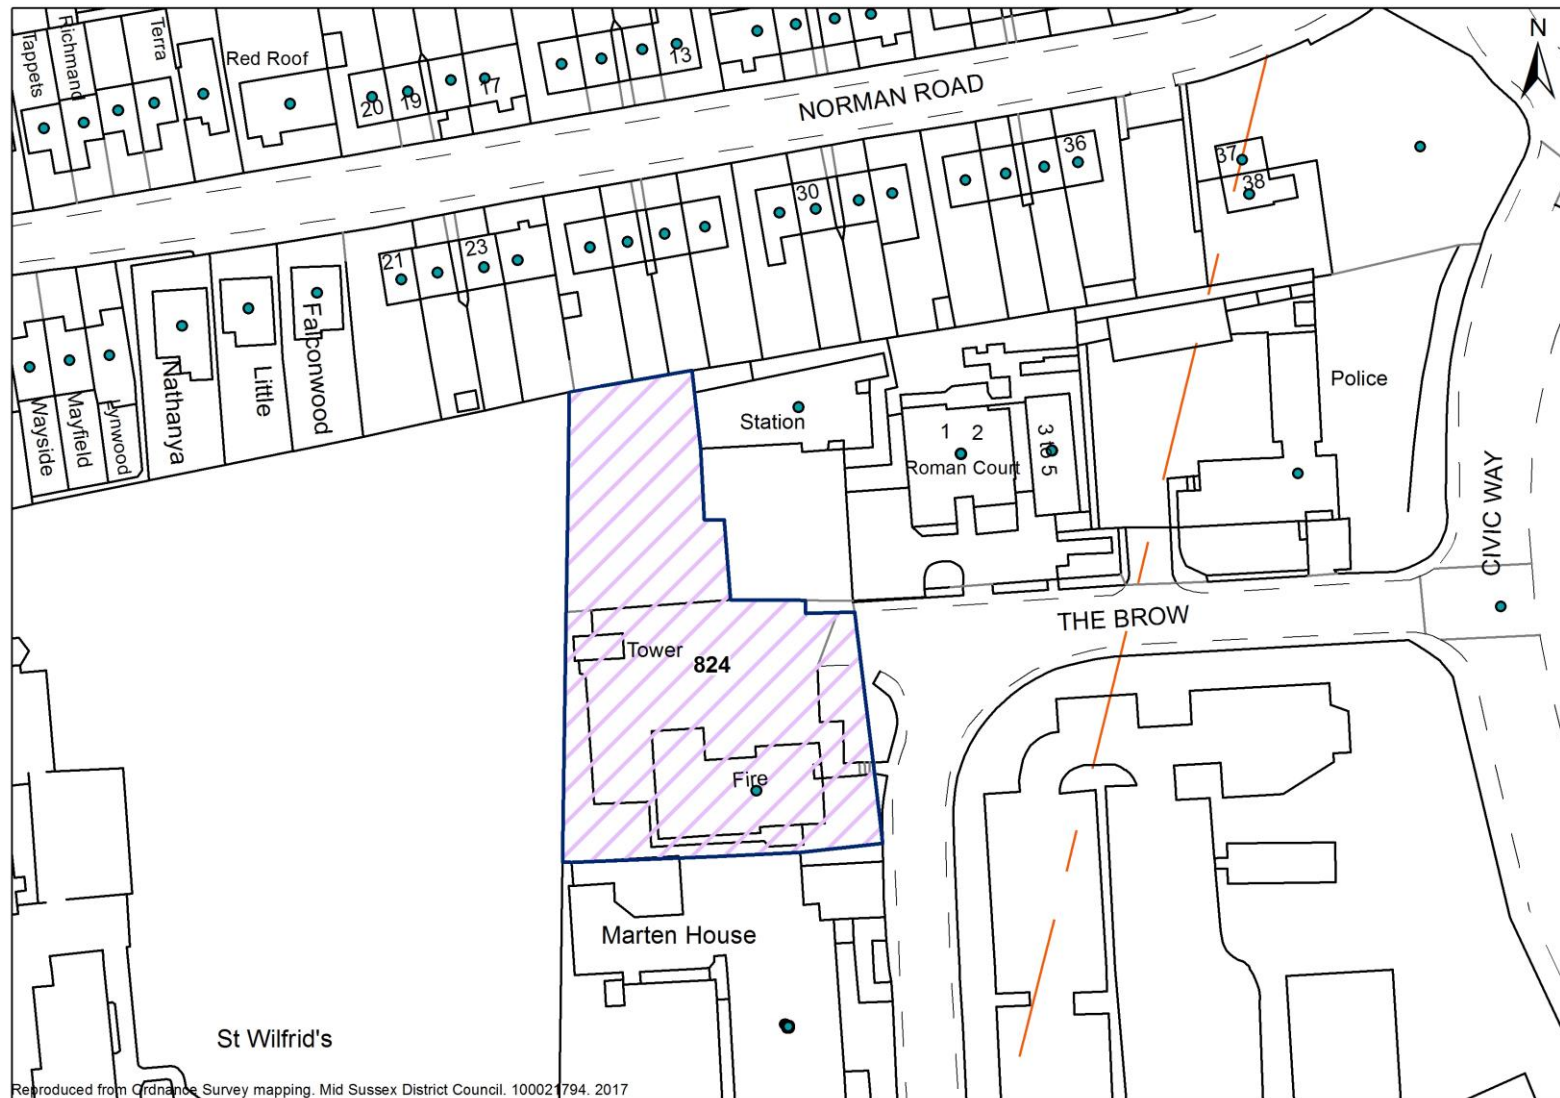 N
Tappets
Richmand
Terra
Red Roof
20
19
17
13
NORMAN ROAD
36
37
38
30
21
23
Wayside
Mayfield
Lynwood
Nathanya
Little
Falconwood
Station
1 2
Roman Court
3 to 5
Police
CIVIC WAY
THE BROW
Tower
824
Fire
Marten House
St Wilfrid's
Reproduced from Ordnance Survey mapping. Mid Sussex District Council. 100021794. 2017